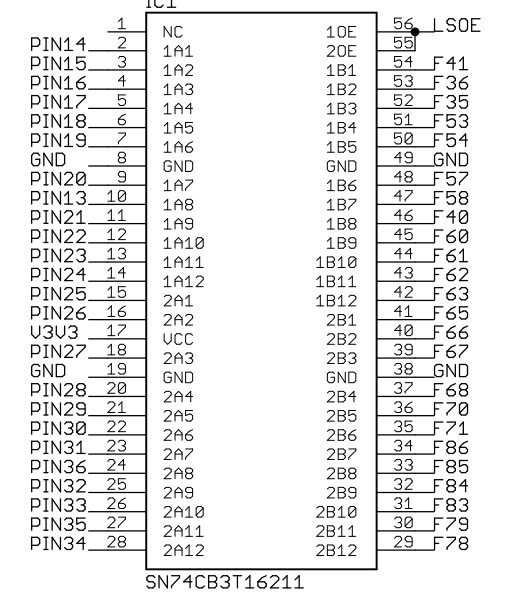 IC1
1 NC 1OE 56 LSOE
PIN14 2 1A1 2OE 55
PIN15 3 1A2 1B1 54 F41
PIN16 4 1A3 1B2 53 F36
PIN17 5 1A4 1B3 52 F35
PIN18 6 1A5 1B4 51 F53
PIN19 7 1A6 1B5 50 F54
GND 8 GND GND 49 GND
PIN20 9 1A7 1B6 48 F57
PIN13 10 1A8 1B7 47 F58
PIN21 11 1A9 1B8 46 F40
PIN22 12 1A10 1B9 45 F60
PIN23 13 1A11 1B10 44 F61
PIN24 14 1A12 1B11 43 F62
PIN25 15 2A1 1B12 42 F63
PIN26 16 2A2 2B1 41 F65
V3V3 17 VCC 2B2 40 F66
PIN27 18 2A3 2B3 39 F67
GND 19 GND GND 38 GND
PIN28 20 2A4 2B4 37 F68
PIN29 21 2A5 2B5 36 F70
PIN30 22 2A6 2B6 35 F71
PIN31 23 2A7 2B7 34 F86
PIN36 24 2A8 2B8 33 F85
PIN32 25 2A9 2B9 32 F84
PIN33 26 2A10 2B10 31 F83
PIN35 27 2A11 2B11 30 F79
PIN34 28 2A12 2B12 29 F78
SN74CB3T16211